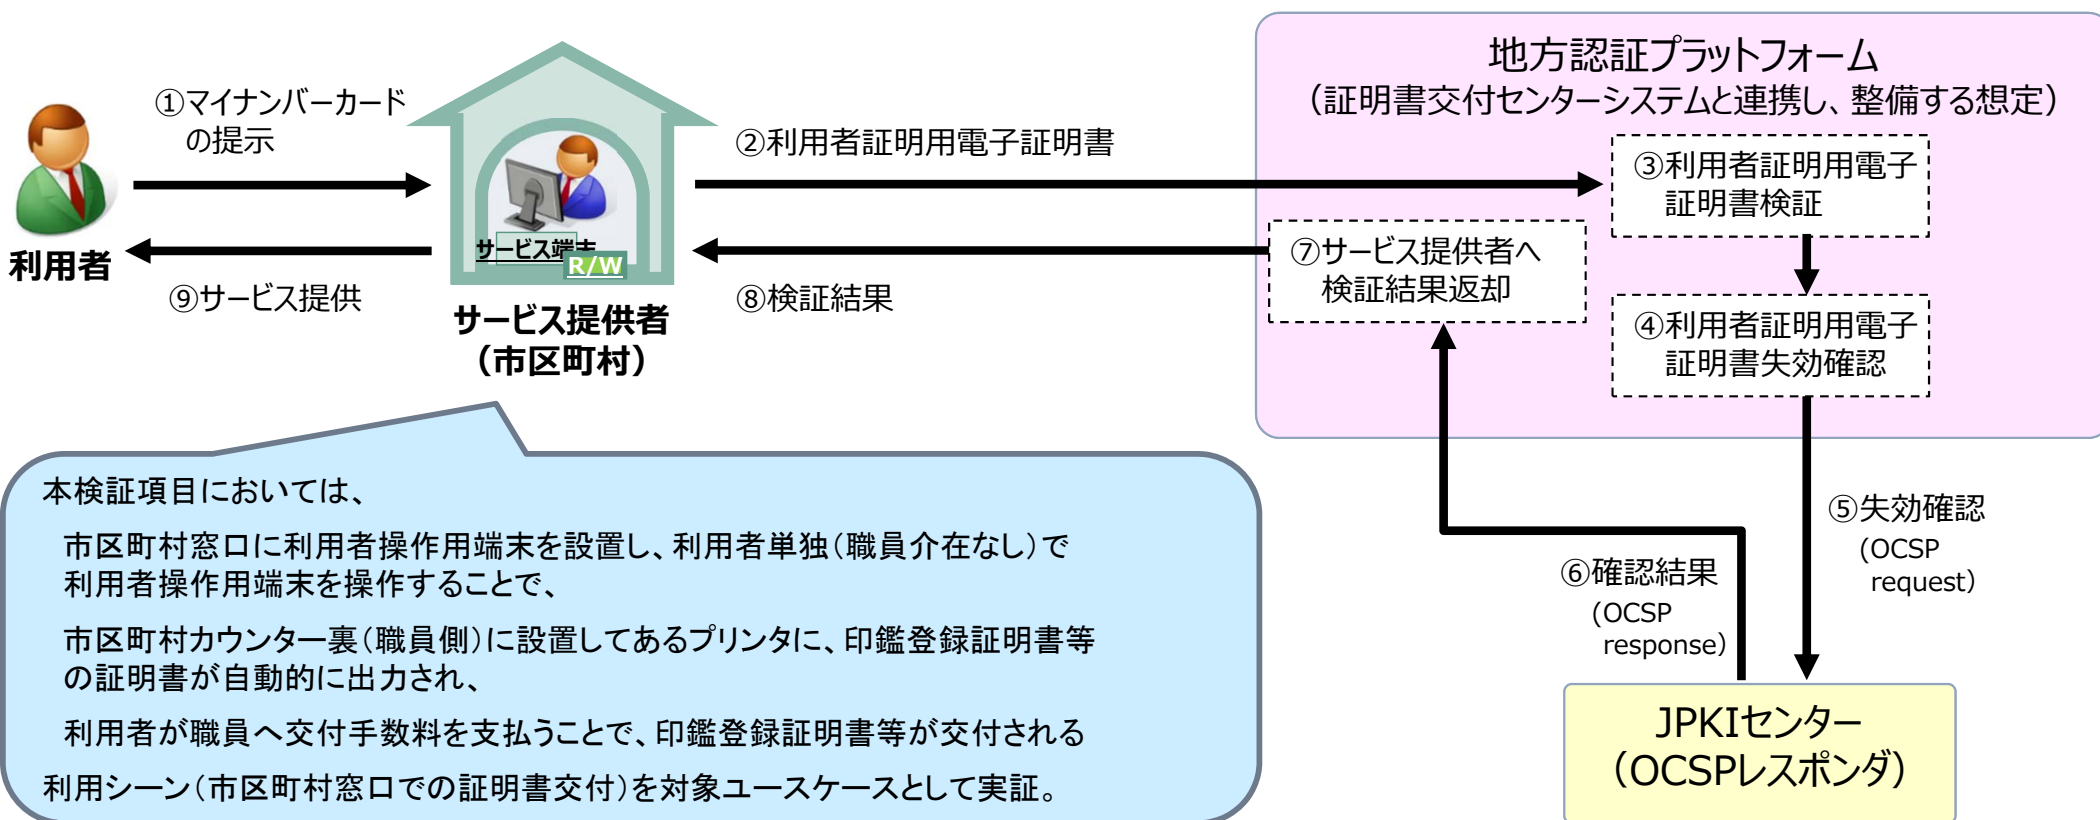 地方認証プラットフォーム
（証明書交付センターシステムと連携し、整備する想定）
①マイナンバーカード
の提示
②利用者証明用電子証明書
③利用者証明用電子
証明書検証
利用者
サービス端末
R/W
⑦サービス提供者へ
検証結果返却
⑨サービス提供
⑧検証結果
サービス提供者
（市区町村）
④利用者証明用電子
証明書失効確認
本検証項目においては、
市区町村窓口に利用者操作用端末を設置し、利用者単独（職員介在なし）で
利用者操作用端末を操作することで、
市区町村カウンター裏（職員側）に設置してあるプリンタに、印鑑登録証明書等
の証明書が自動的に出力され、
利用者が職員へ交付手数料を支払うことで、印鑑登録証明書等が交付される
利用シーン（市区町村窓口での証明書交付）を対象ユースケースとして実証。
⑤失効確認
（OCSP
request）
⑥確認結果
（OCSP
response）
JPKIセンター
（OCSPレスポンダ）